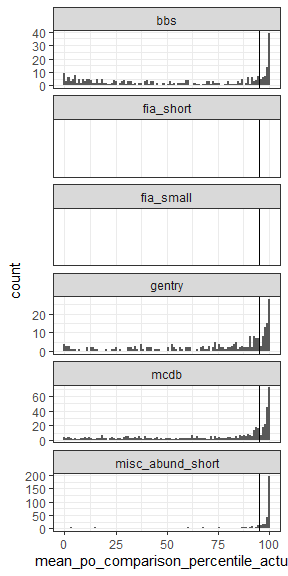 bbs
40
30
20
10
0
fia_short
fia_small
gentry
20
10
0
mcdb
60
40
20
0
misc_abund_short
200
150
100
50
0
0 25 50 75 100
mean_po_comparison_percentile_actu
count